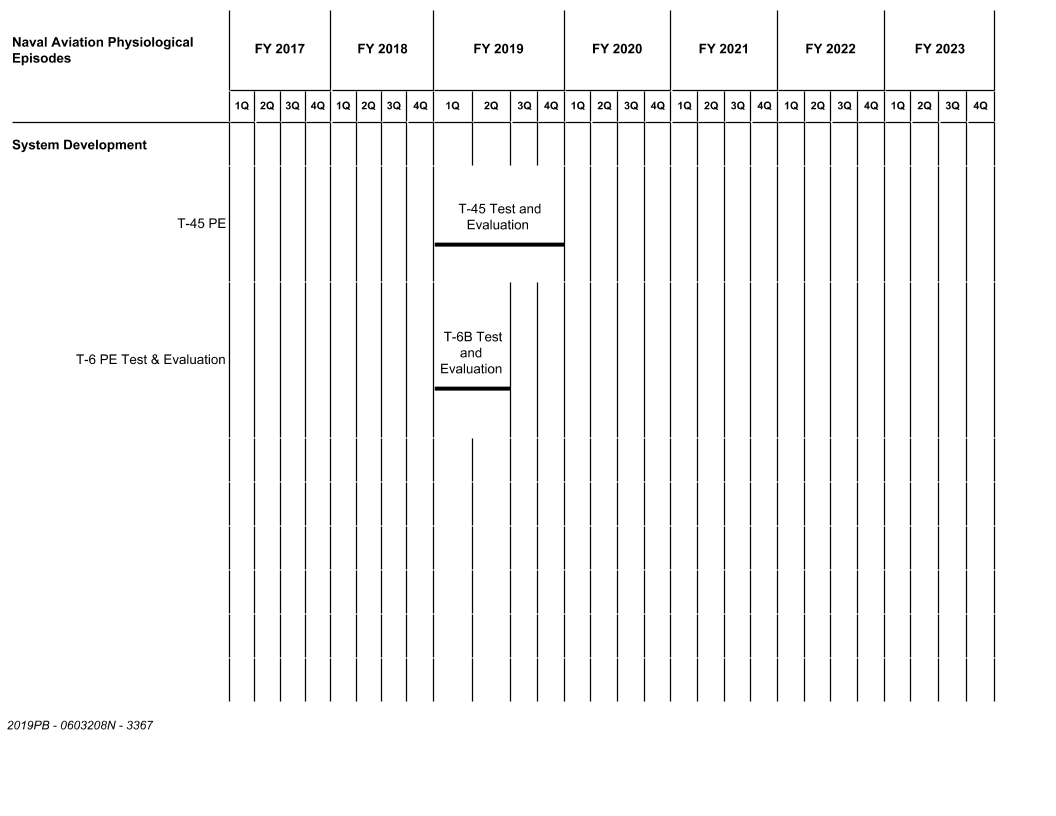 Naval Aviation Physiological
Episodes
FY 2017 FY 2018 FY 2019 FY 2020 FY 2021 FY 2022 FY 2023
1Q 2Q 3Q 4Q 1Q 2Q 3Q 4Q 1Q 2Q 3Q 4Q 1Q 2Q 3Q 4Q 1Q 2Q 3Q 4Q 1Q 2Q 3Q 4Q 1Q 2Q 3Q 4Q
System Development
T-45 PE
T-45 Test and
Evaluation
T-6 PE Test & Evaluation
T-6B Test
and
Evaluation
2019PB - 0603208N - 3367